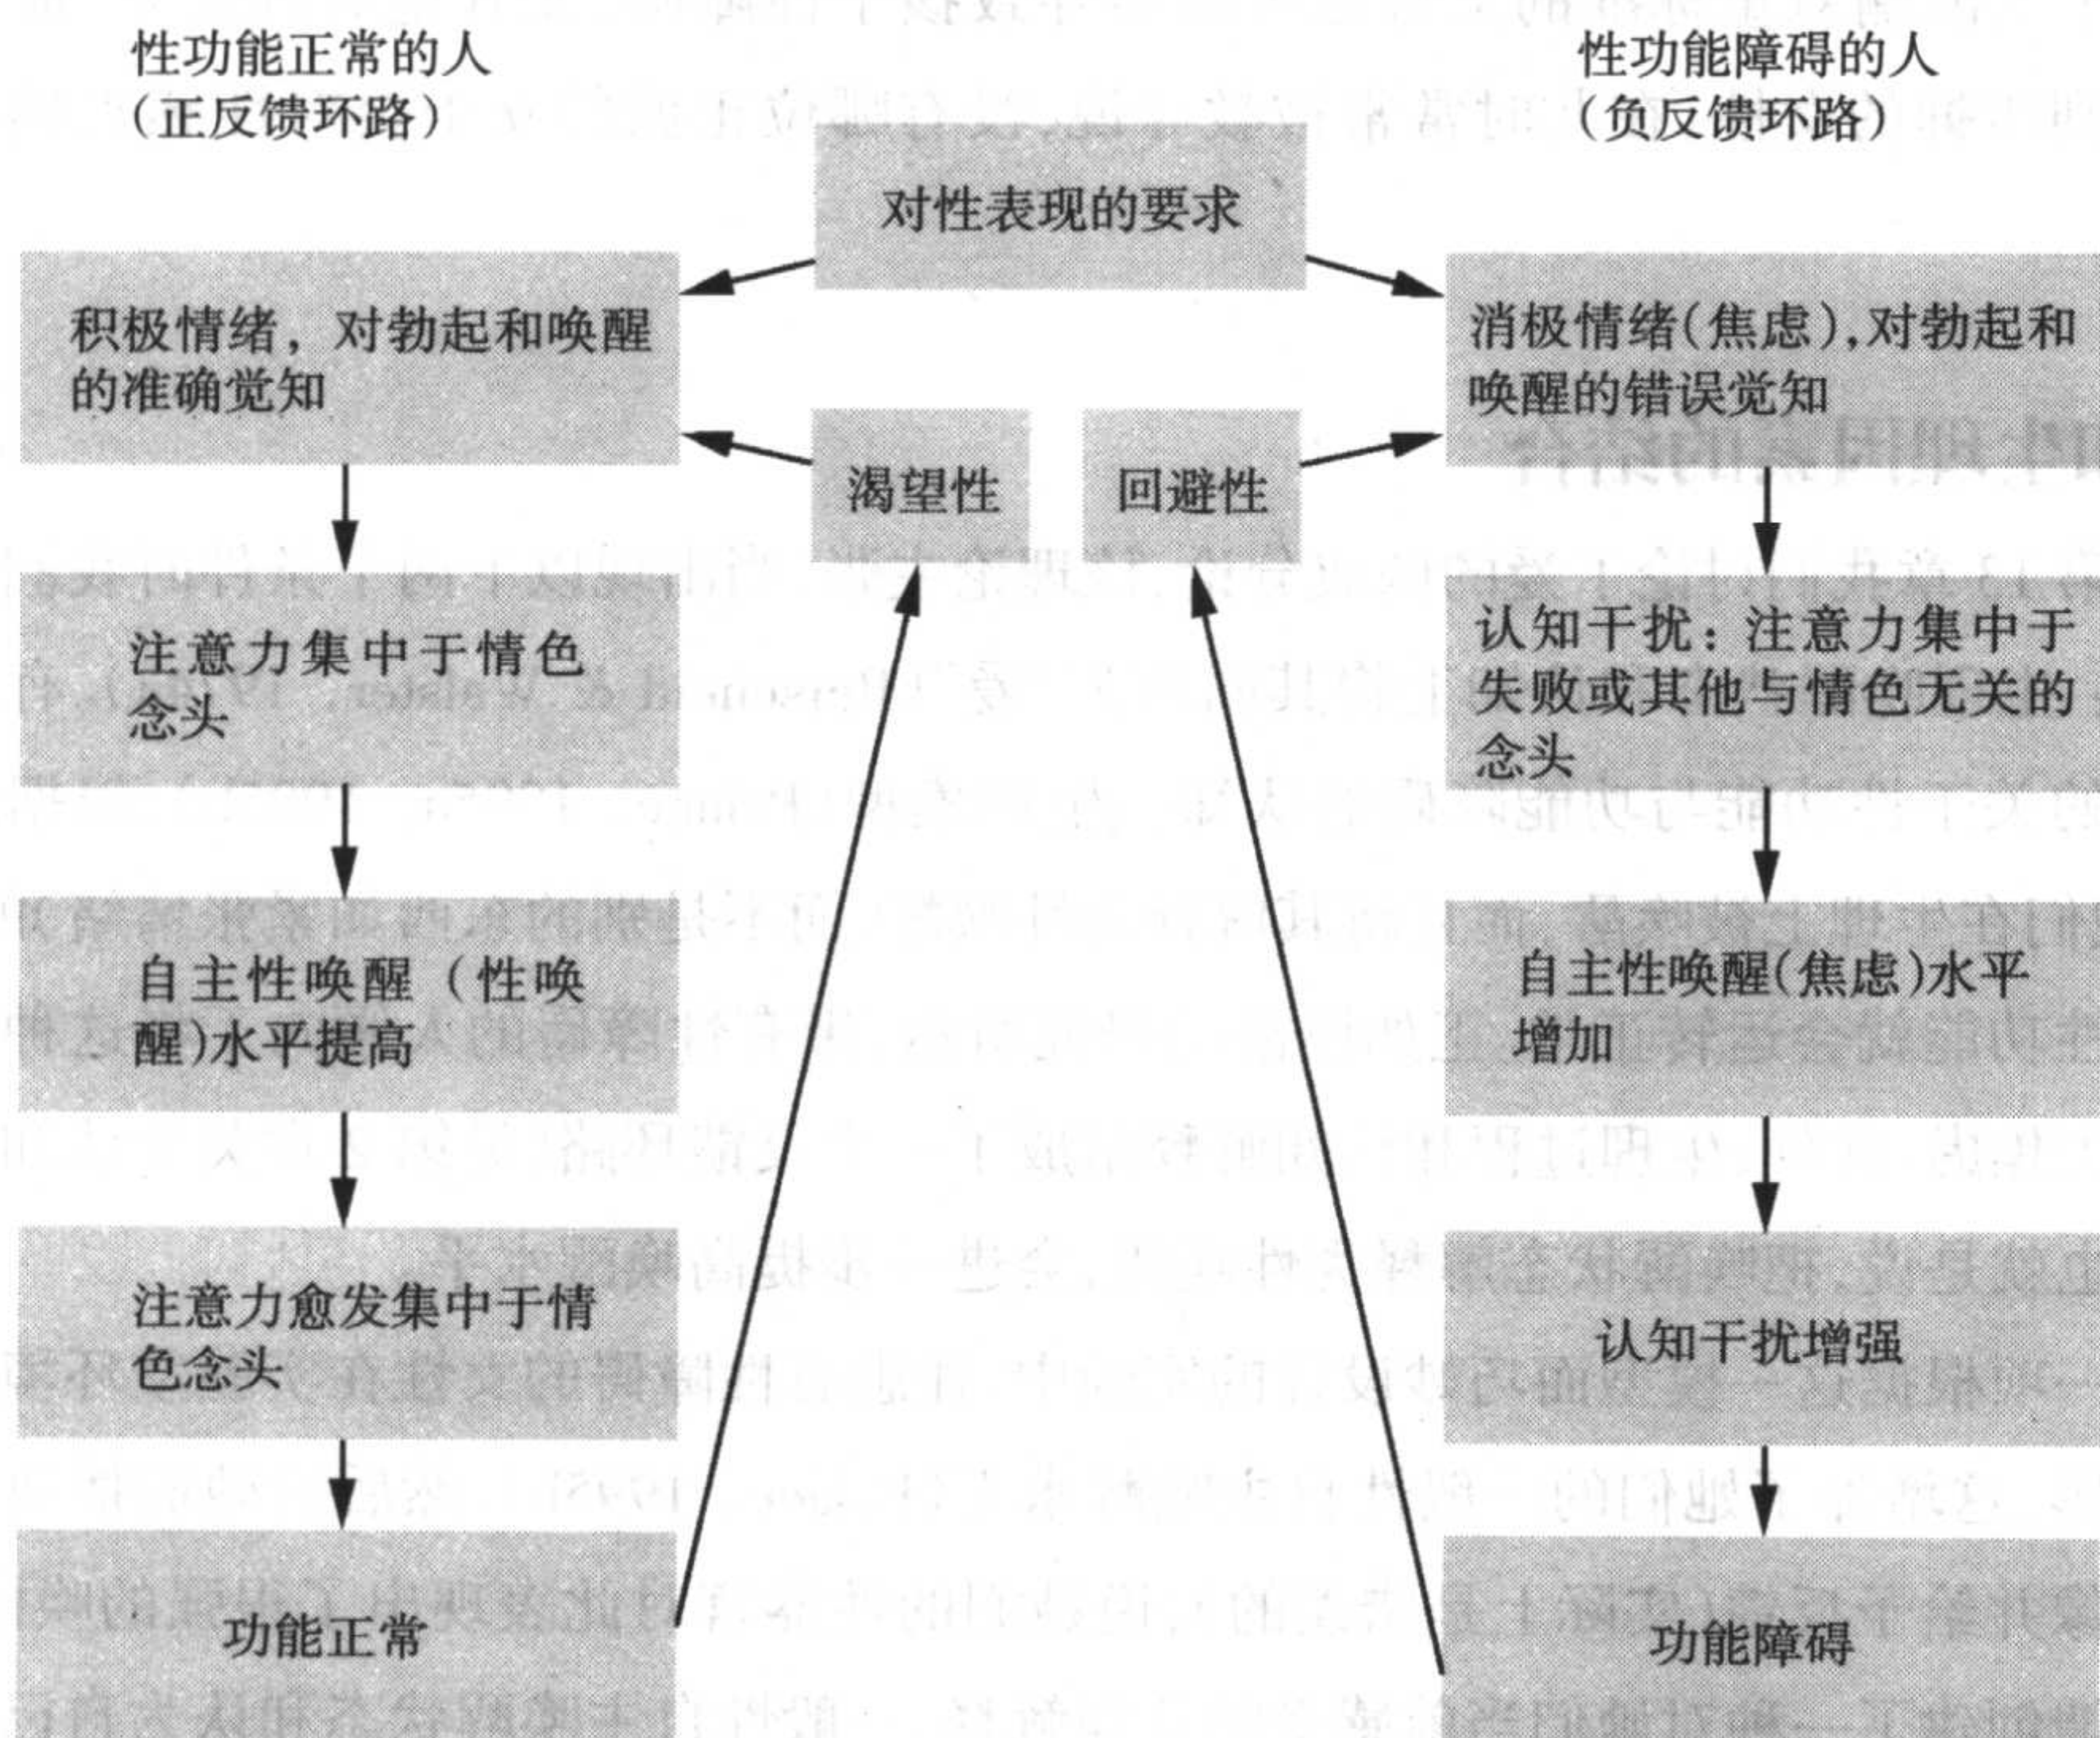 性功能正常的人
（正反馈环路）
性功能障碍的人
（负反馈环路）
对性表现的要求
积极情绪，对勃起和唤醒
的准确觉知
消极情绪(焦虑),对勃起和
唤醒的错误觉知
渴望性
回避性
注意力集中于情色
念头
认知干扰：注意力集中于
失败或其他与情色无关的
念头
自主性唤醒（性唤
醒)水平提高
自主性唤醒(焦虑)水平
增加
注意力愈发集中于情
色念头
认知干扰增强
功能正常
功能障碍